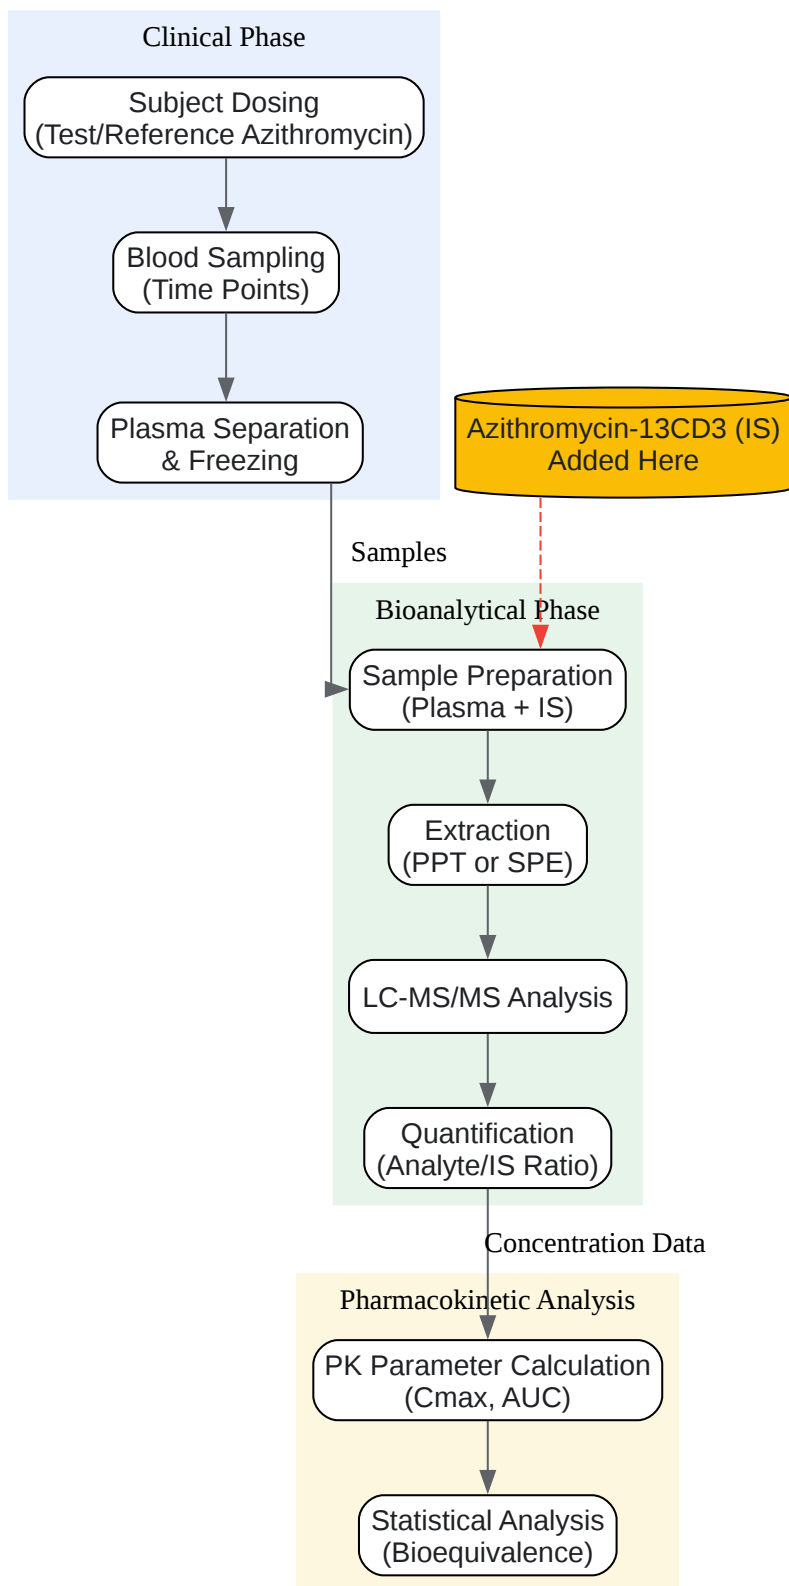 Clinical Phase
Subject Dosing
(Test/Reference Azithromycin)
Blood Sampling
(Time Points)
Plasma Separation
& Freezing
Azithromycin-13CD3 (IS)
Added Here
Samples
Bioanalytical Phase
Sample Preparation
(Plasma + IS)
Extraction
(PPT or SPE)
LC-MS/MS Analysis
Quantification
(Analyte/IS Ratio)
Concentration Data
Pharmacokinetic Analysis
PK Parameter Calculation
(Cmax, AUC)
Statistical Analysis
(Bioequivalence)